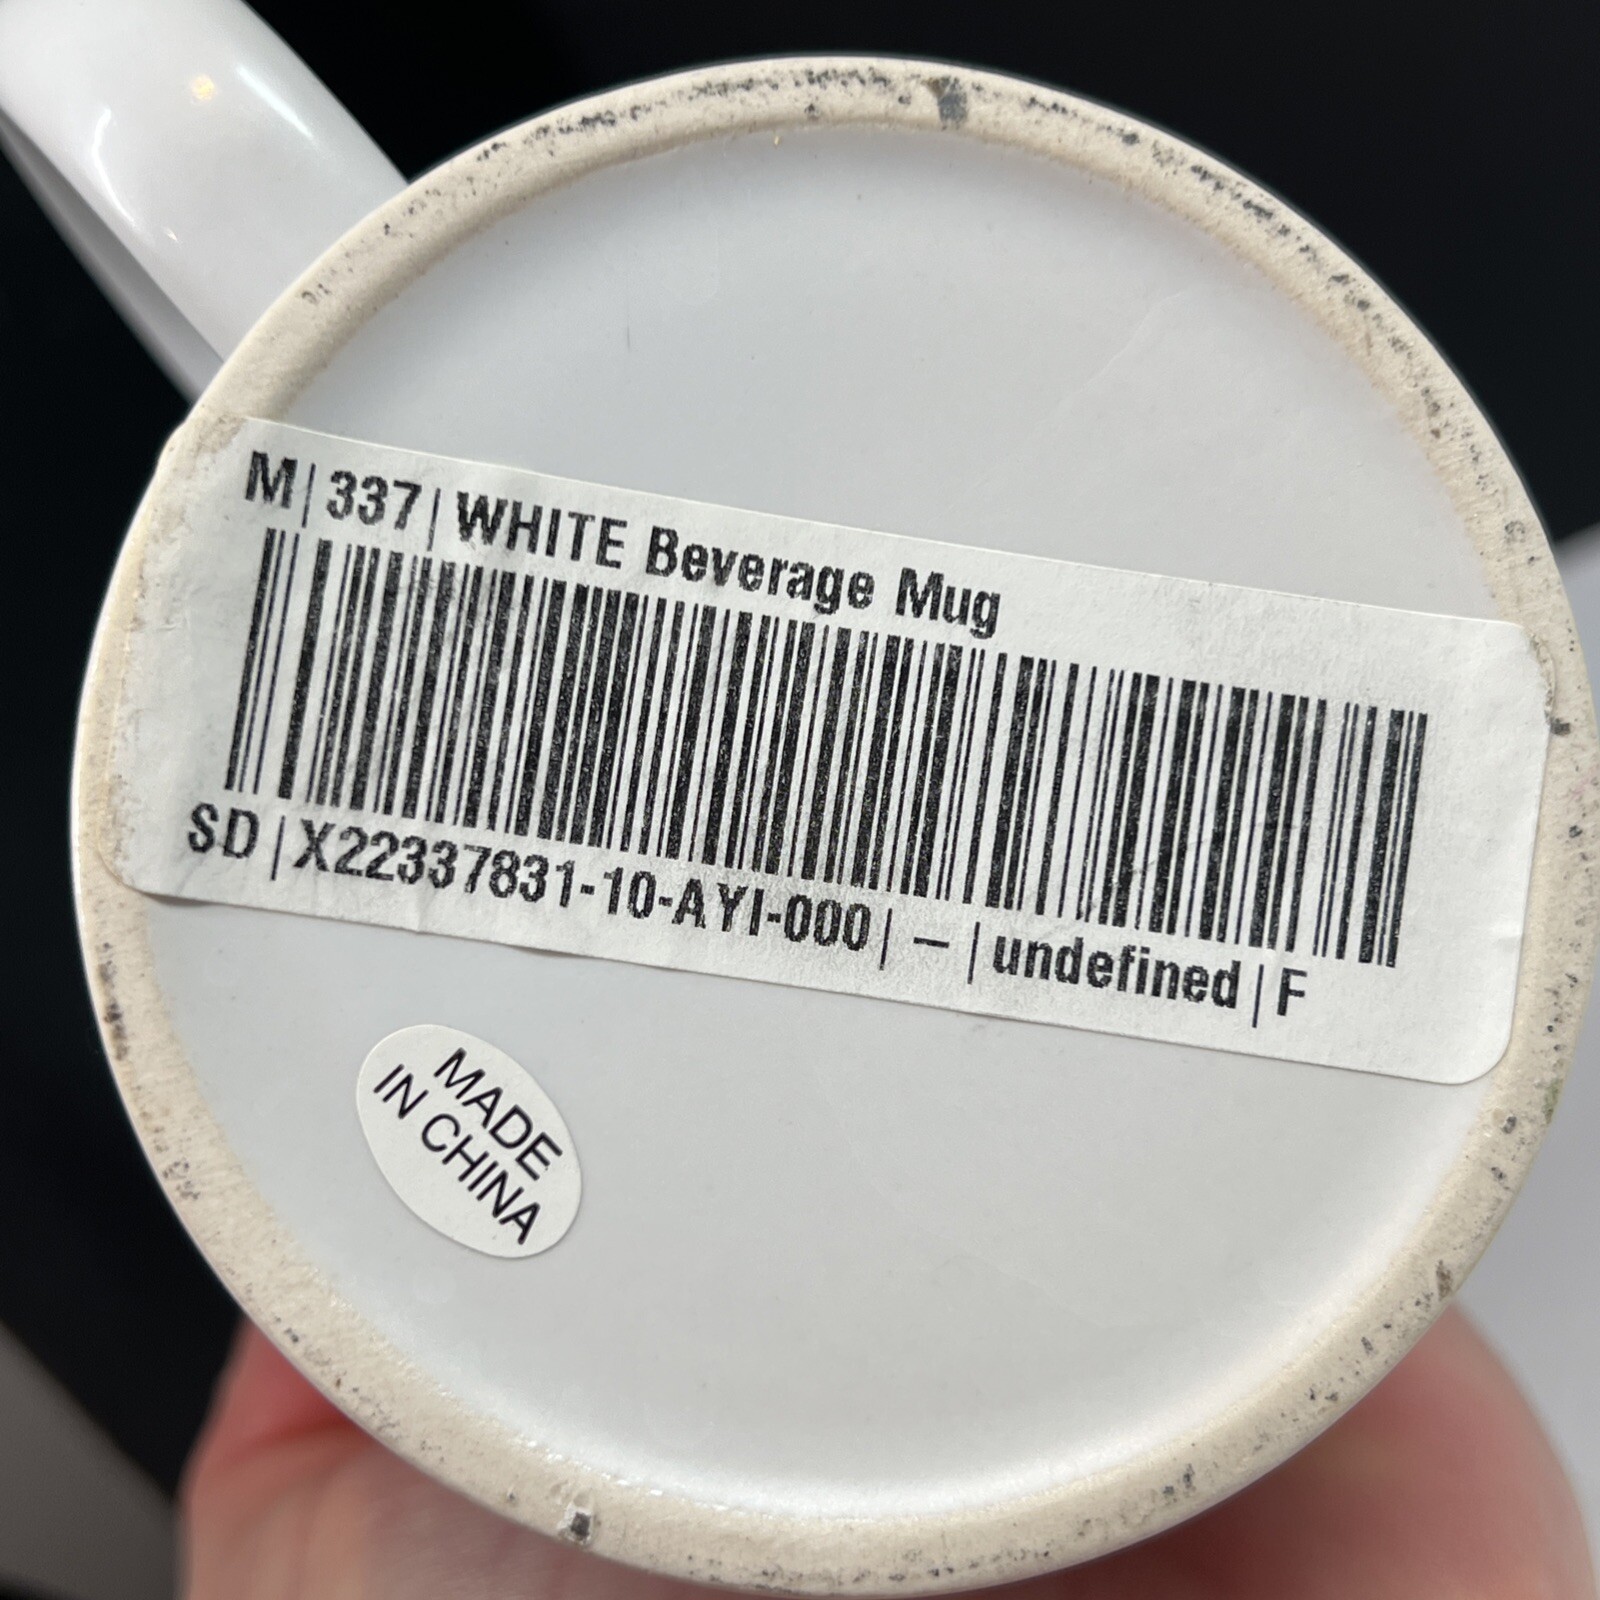 M|337|WHITE Beverage Mug
SD|X22337831-10-AYI-000| – |undefined|F
MADE
IN CHINA